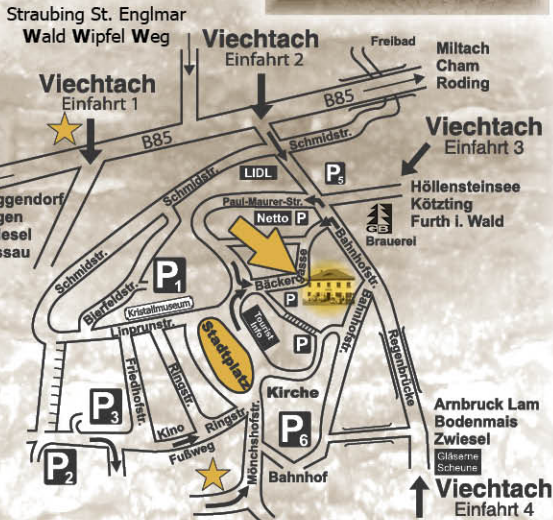 Straubing St. Englmar
Wald Wipfel Weg
Viechtach
Einfahrt 2
Freibad
Miltach
Cham
Roding
Viechtach
Einfahrt 1
B85
B85
Schmidstr.
Viechtach
Einfahrt 3
LIDL
P5
Schmidstr.
Höllensteinsee
Kötzting
Furth i. Wald
ggendorf
gen
iesel
ssau
Paul-Maurer-Str.
Netto P
GB
Brauerei
Schmidstr.
Bierfeldstr.
P1
Bäckergasse
Bahnhofstr.
Kristallmuseum
P
Linprunstr.
Stadtplatz
Tourist
Info
Bahnhofstr.
P
Regenbrücke
Friedhofstr.
Ringstr.
Kirche
P3
P6
Arnbruck Lam
Bodenmais
Zwiesel
Kino
Ringstr.
Fußweg
Mönchshofstr.
P2
Bahnhof
Gläserne
Scheune
Viechtach
Einfahrt 4